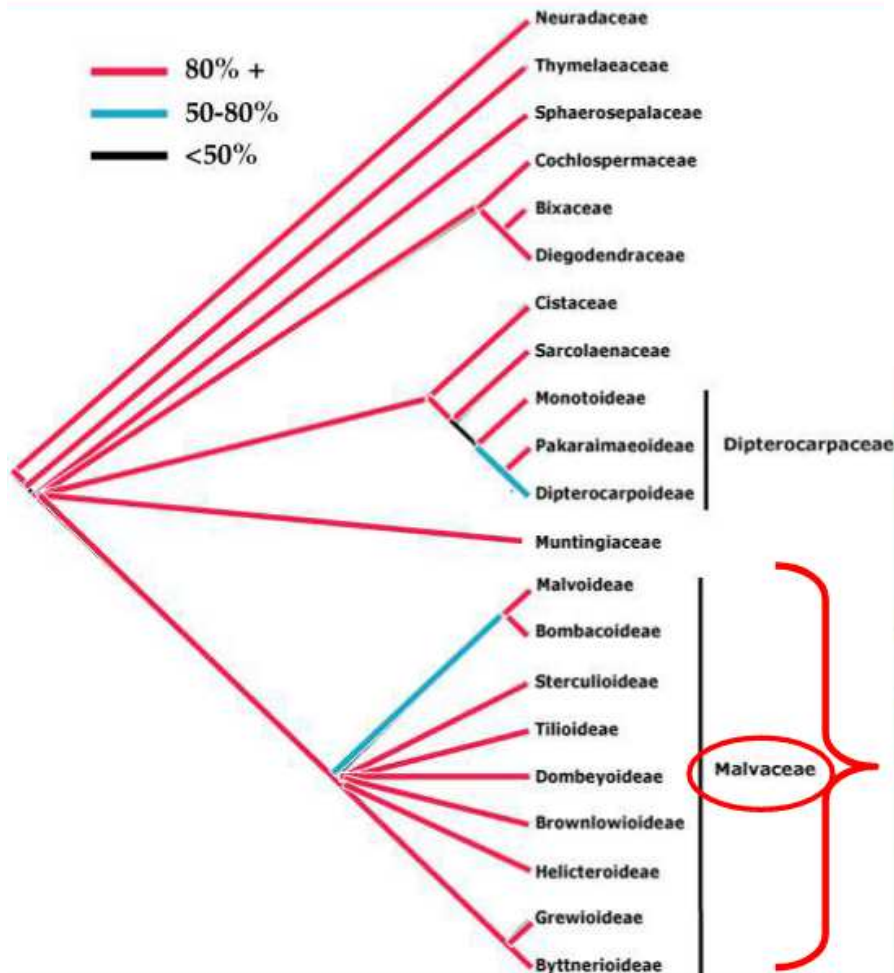 Neuradaceae
80% +
Thymelaeaceae
50-80%
Sphaerosepalaceae
<50%
Cochlospermaceae
Bixaceae
Diegodendraceae
Cistaceae
Sarcolaenaceae
Monotoideae
Pakaraimaeoideae
Dipterocarpaceae
Dipterocarpoideae
Muntingiaceae
Malvoideae
Bombacoideae
Sterculioideae
Tilioideae
Dombeyoideae
Malvaceae
Brownlowioideae
Helicteroideae
Grewioideae
Byttnerioideae